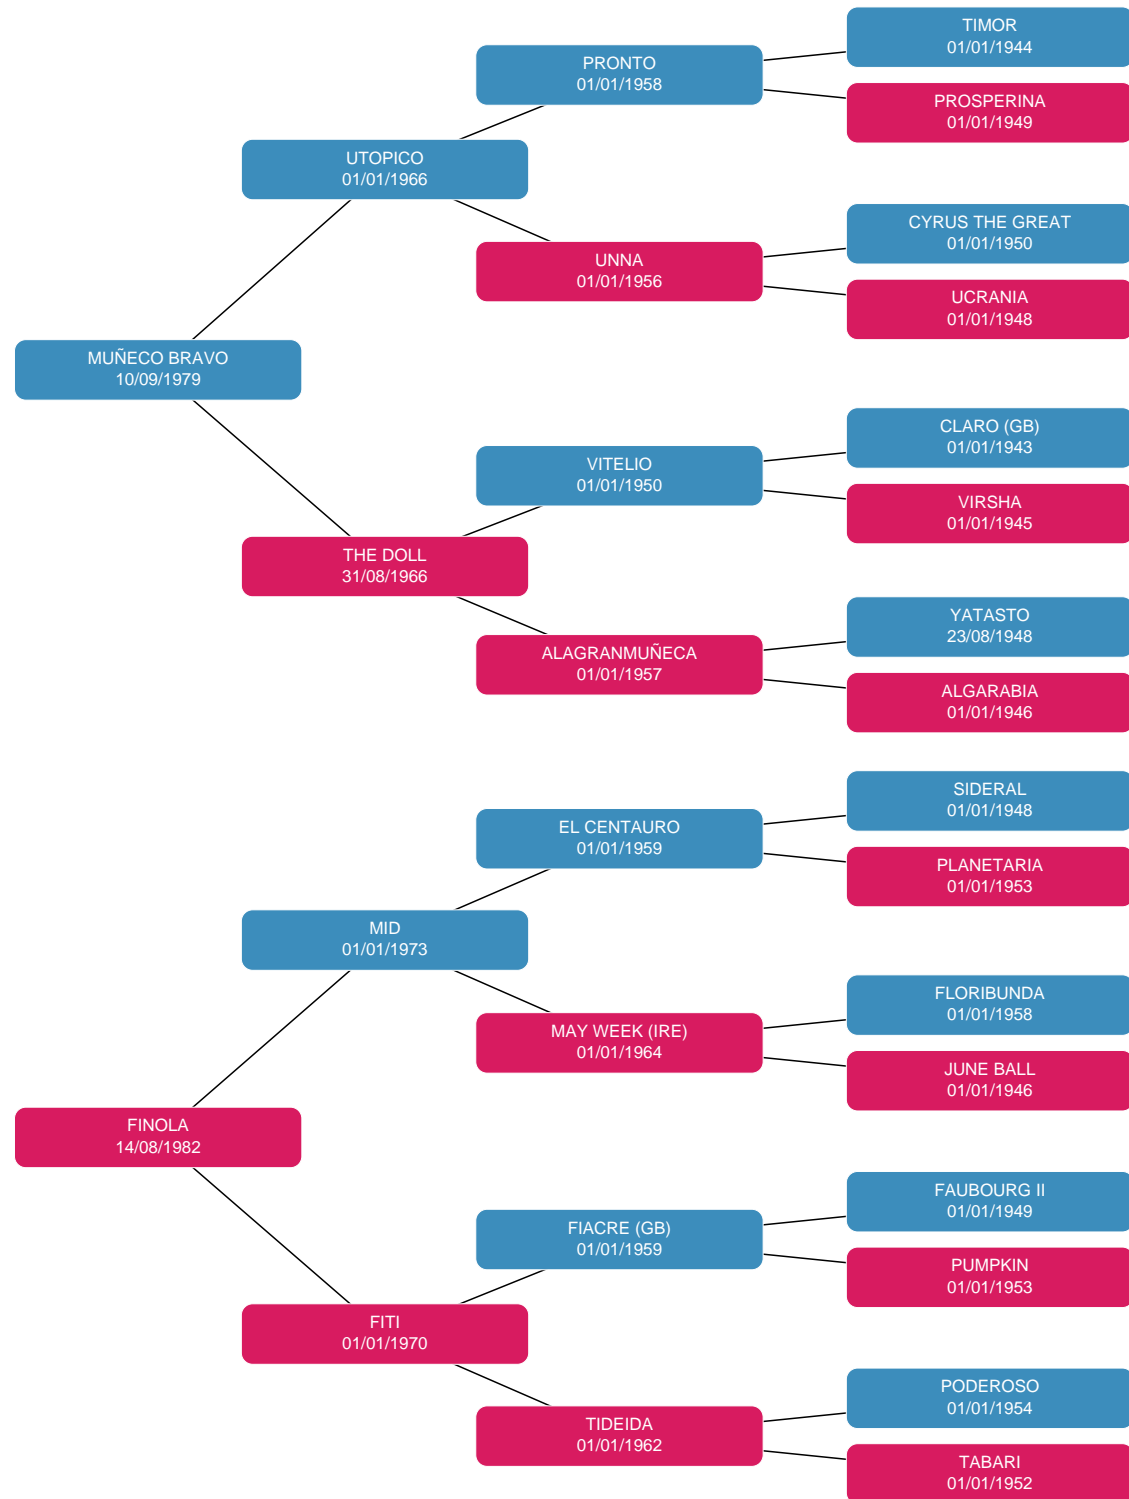 TIMOR
01/01/1944
PRONTO
01/01/1958
PROSPERINA
01/01/1949
UTOPICO
01/01/1966
CYRUS THE GREAT
01/01/1950
UNNA
01/01/1956
UCRANIA
01/01/1948
MUÑECO BRAVO
10/09/1979
CLARO (GB)
01/01/1943
VITELIO
01/01/1950
VIRSHA
01/01/1945
THE DOLL
31/08/1966
YATASTO
23/08/1948
ALAGRANMUÑECA
01/01/1957
ALGARABIA
01/01/1946
SIDERAL
01/01/1948
EL CENTAURO
01/01/1959
PLANETARIA
01/01/1953
MID
01/01/1973
FLORIBUNDA
01/01/1958
MAY WEEK (IRE)
01/01/1964
JUNE BALL
01/01/1946
FINOLA
14/08/1982
FAUBOURG II
01/01/1949
FIACRE (GB)
01/01/1959
PUMPKIN
01/01/1953
FITI
01/01/1970
PODEROSO
01/01/1954
TIDEIDA
01/01/1962
TABARI
01/01/1952